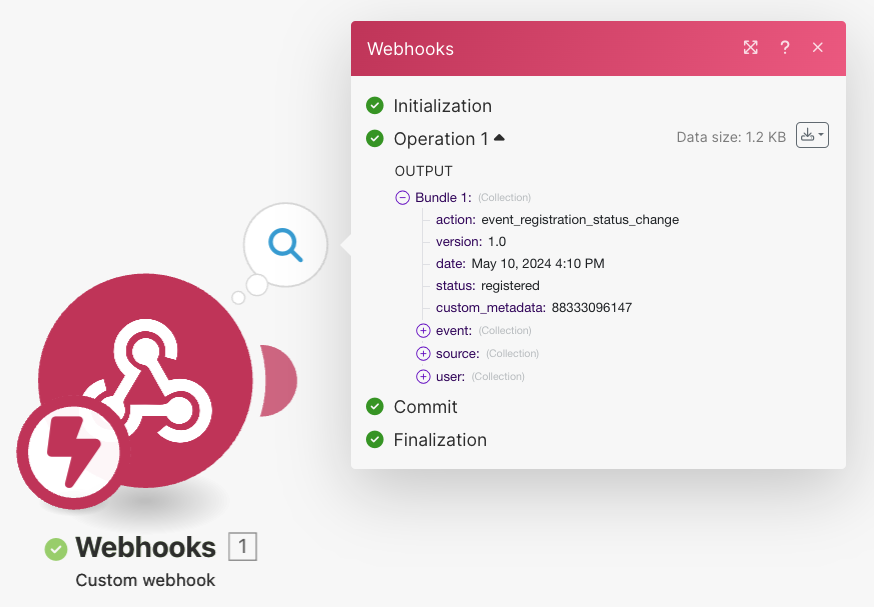 Webhooks
?
Initialization
Operation 1
Data size: 1.2 KB
OUTPUT
Bundle 1: (Collection)
action: event_registration_status_change
version: 1.0
date: May 10, 2024 4:10 PM
status: registered
custom_metadata: 88333096147
event: (Collection)
source: (Collection)
user: (Collection)
Commit
Finalization
Webhooks 1
Custom webhook